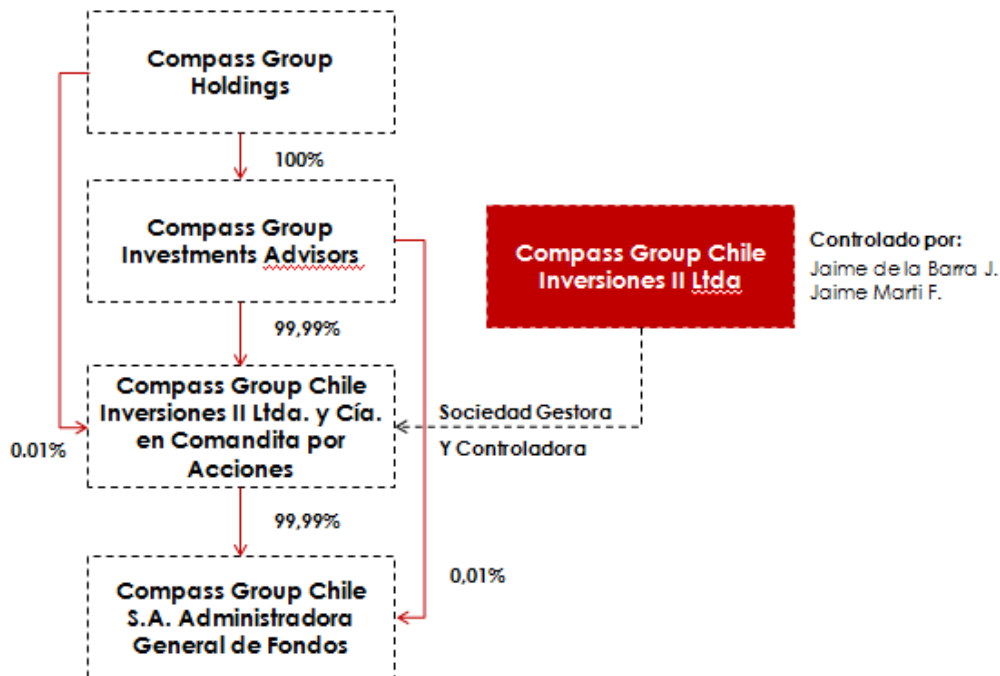 Compass Group
Holdings
100%
Compass Group
Investments Advisors
99,99%
Compass Group Chile
Inversiones II Ltda. y Cía.
en Comandita por
Acciones
0.01%
99,99%
Compass Group Chile
S.A. Administradora
General de Fondos
0,01%
Compass Group Chile
Inversiones II Ltda
Controlado por:
Jaime de la Barra J.
Jaime Marti F.
Sociedad Gestora
Y Controladora